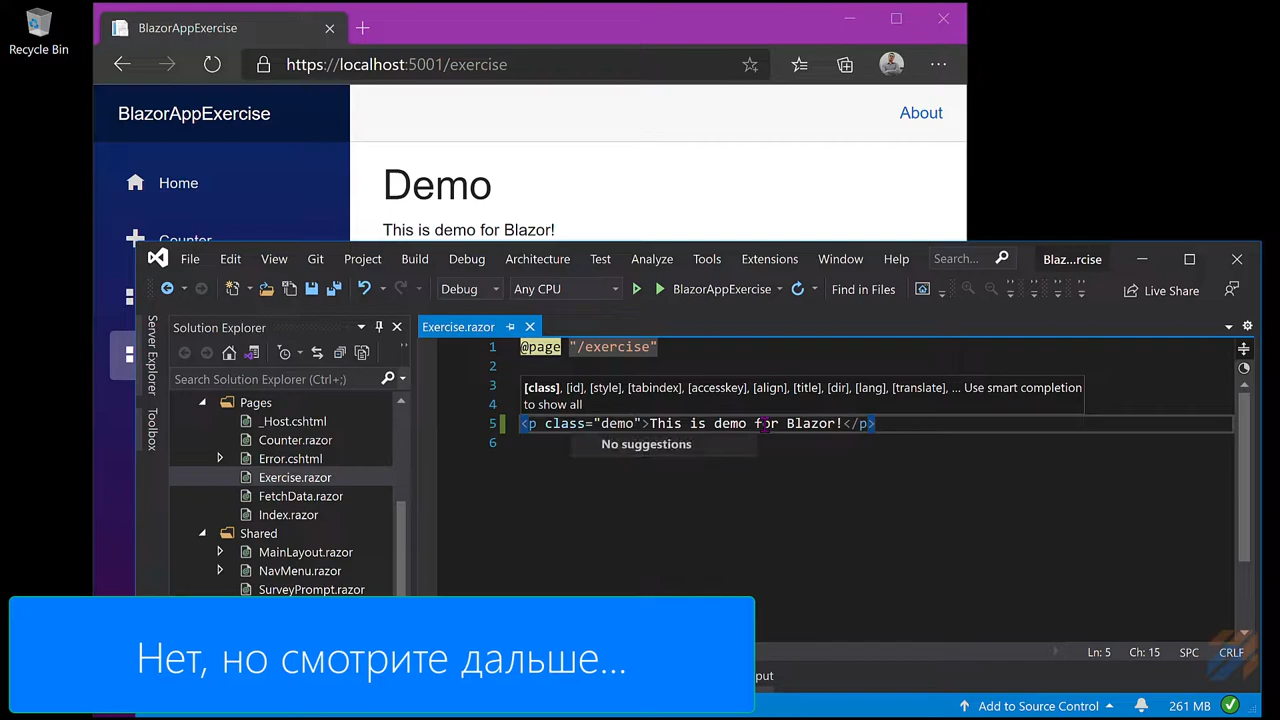 Recycle Bin
BlazorAppExercise
https://localhost:5001/exercise
BlazorAppExercise
About
Home
Counter
Demo
This is demo for Blazor!
File Edit View Git Project Build Debug Architecture Test Analyze Tools Extensions Window Help Search... Blaz...rcise
Debug Any CPU BlazorAppExercise Find in Files Live Share
Server Explorer
Toolbox
Solution Explorer
Search Solution Explorer (Ctrl+;)
Pages
_Host.cshtml
Counter.razor
Error.cshtml
Exercise.razor
FetchData.razor
Index.razor
Shared
MainLayout.razor
NavMenu.razor
SurveyPrompt.razor
Exercise.razor
1 @page "/exercise"
2
3
[class], [id], [style], [tabindex], [accesskey], [align], [title], [dir], [lang], [translate], ... Use smart completion
to show all
4
5 <p class="demo">This is demo for Blazor!</p>
No suggestions
6
Ln: 5 Ch: 15 SPC CRLF
put
Add to Source Control 261 MB
Нет, но смотрите дальше...